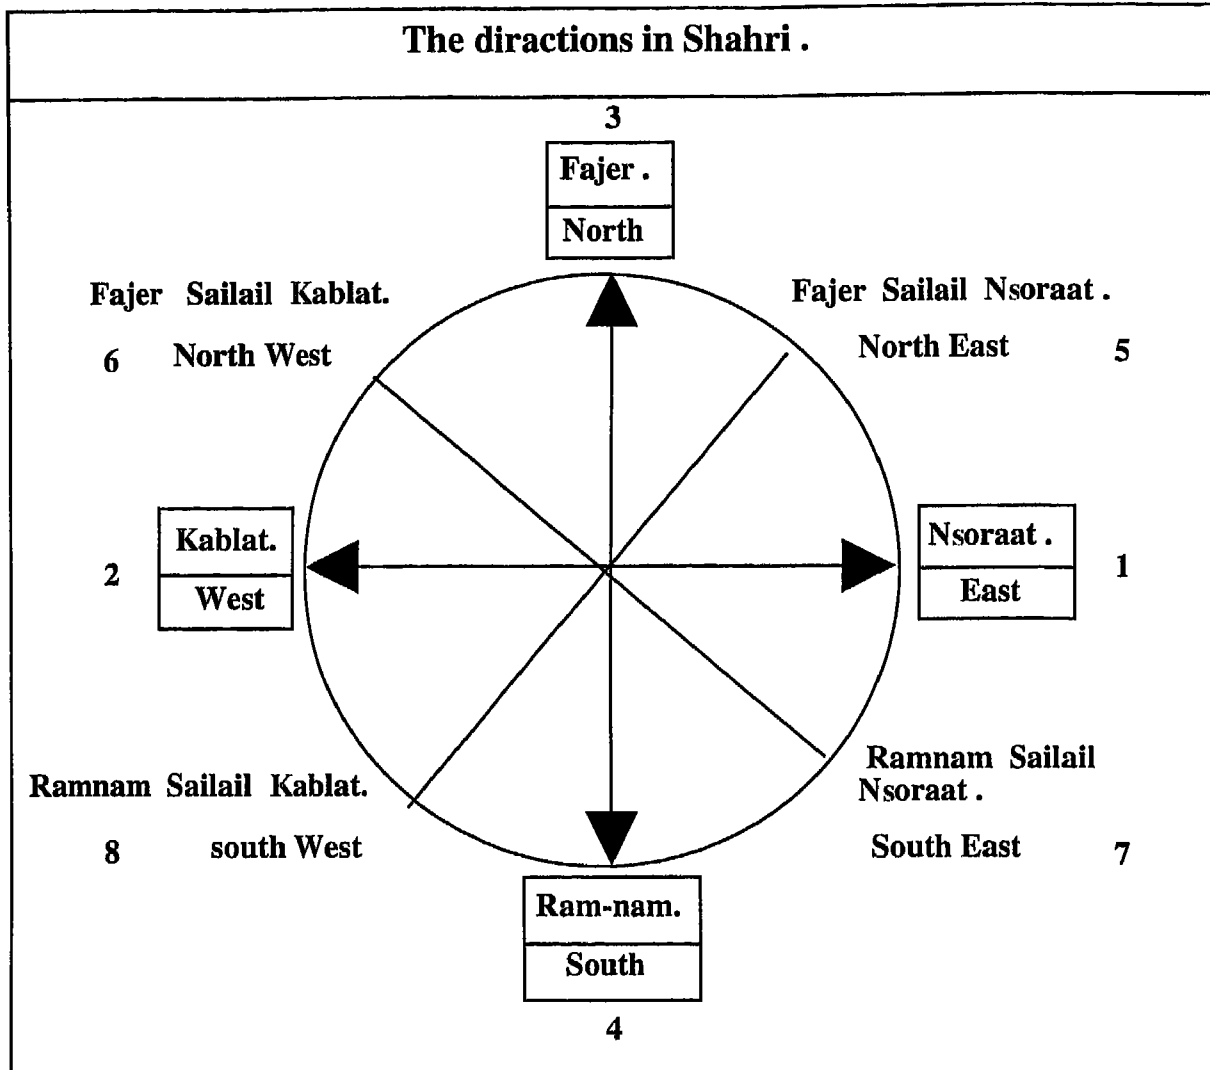 The diractions in Shahri .
3
Fajer .
North
Fajer Sailail Kablat.
6 North West
Fajer Sailail Nsoraat .
North East 5
Kablat.
2
West
Nsoraat .
1
East
Ramnam Sailail Kablat.
8 south West
Ramnam Sailail
Nsoraat .
South East 7
Ram-nam.
South
4